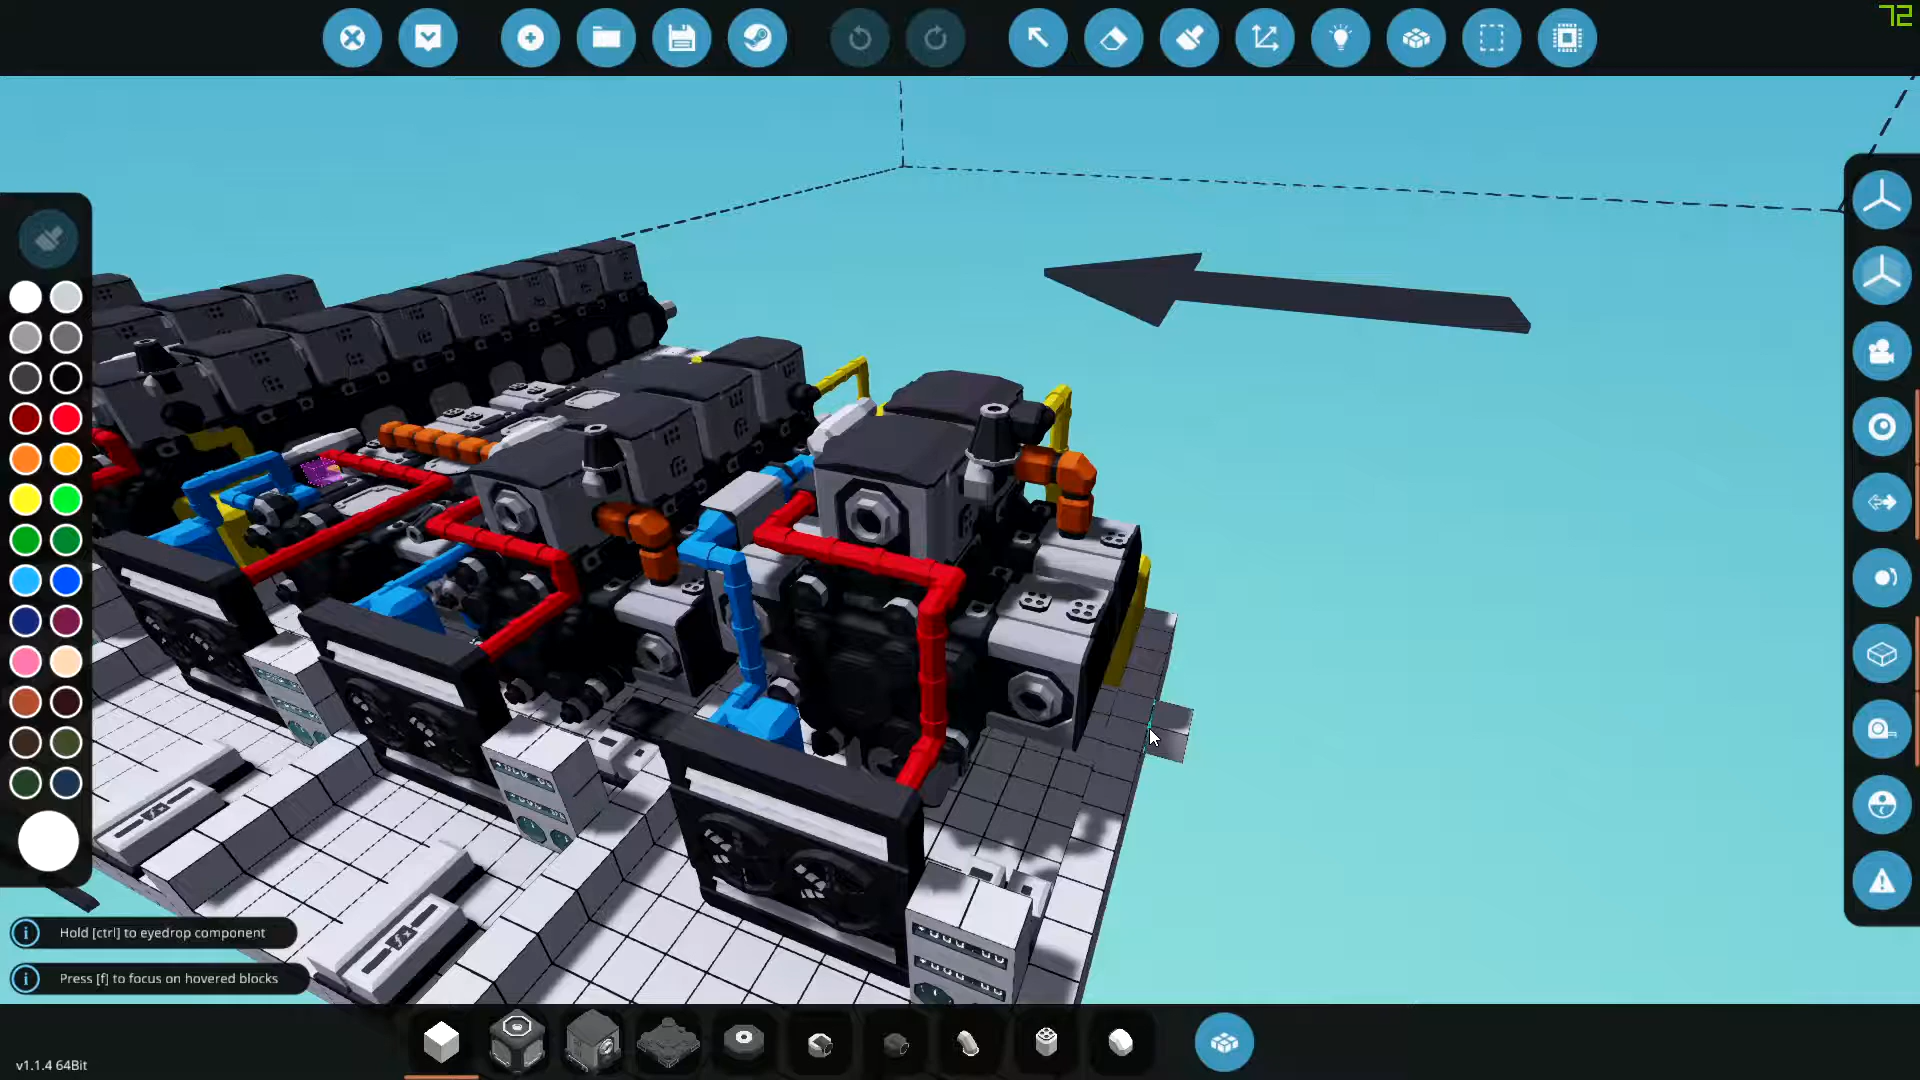 72
Hold [ctrl] to eyedrop component
Press [f] to focus on hovered blocks
v1.1.4 64Bit